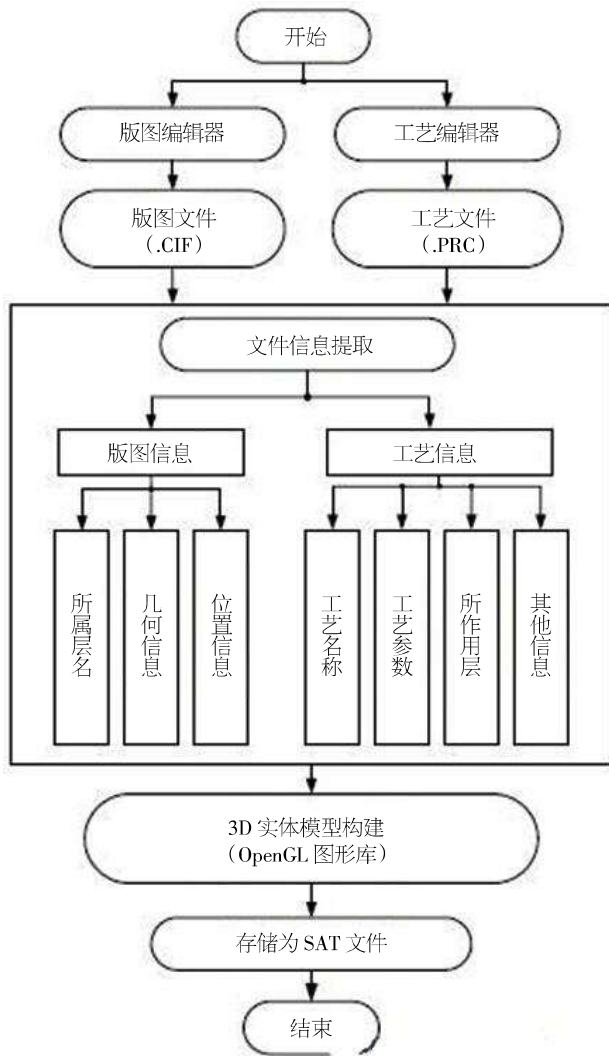 开始
版图编辑器
工艺编辑器
版图文件
(.CIF)
工艺文件
(.PRC)
文件信息提取
版图信息
工艺信息
所属层名
几何信息
位置信息
工艺名称
工艺参数
所作用层
其他信息
3D 实体模型构建
(OpenGL 图形库)
存储为 SAT 文件
结束